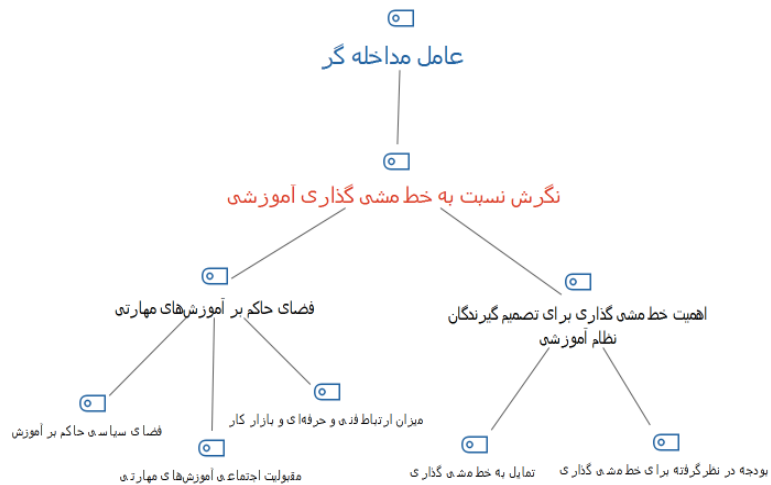 عامل مداخله گر
نگرش نسبت به خط مشی گذاری آموزشی
فضای حاکم بر آموزش‌های مهارتی
اهمیت خط مشی گذاری برای تصمیم گیرندگان
نظام آموزشی
میزان ارتباط فنی و حرفه‌ای و بازار کار
فضای سیاسی حاکم بر آموزش
مقبولیت اجتماعی آموزش‌های مهارتی
بودجه در نظر گرفته برای خط مشی گذاری
تمایل به خط مشی گذاری